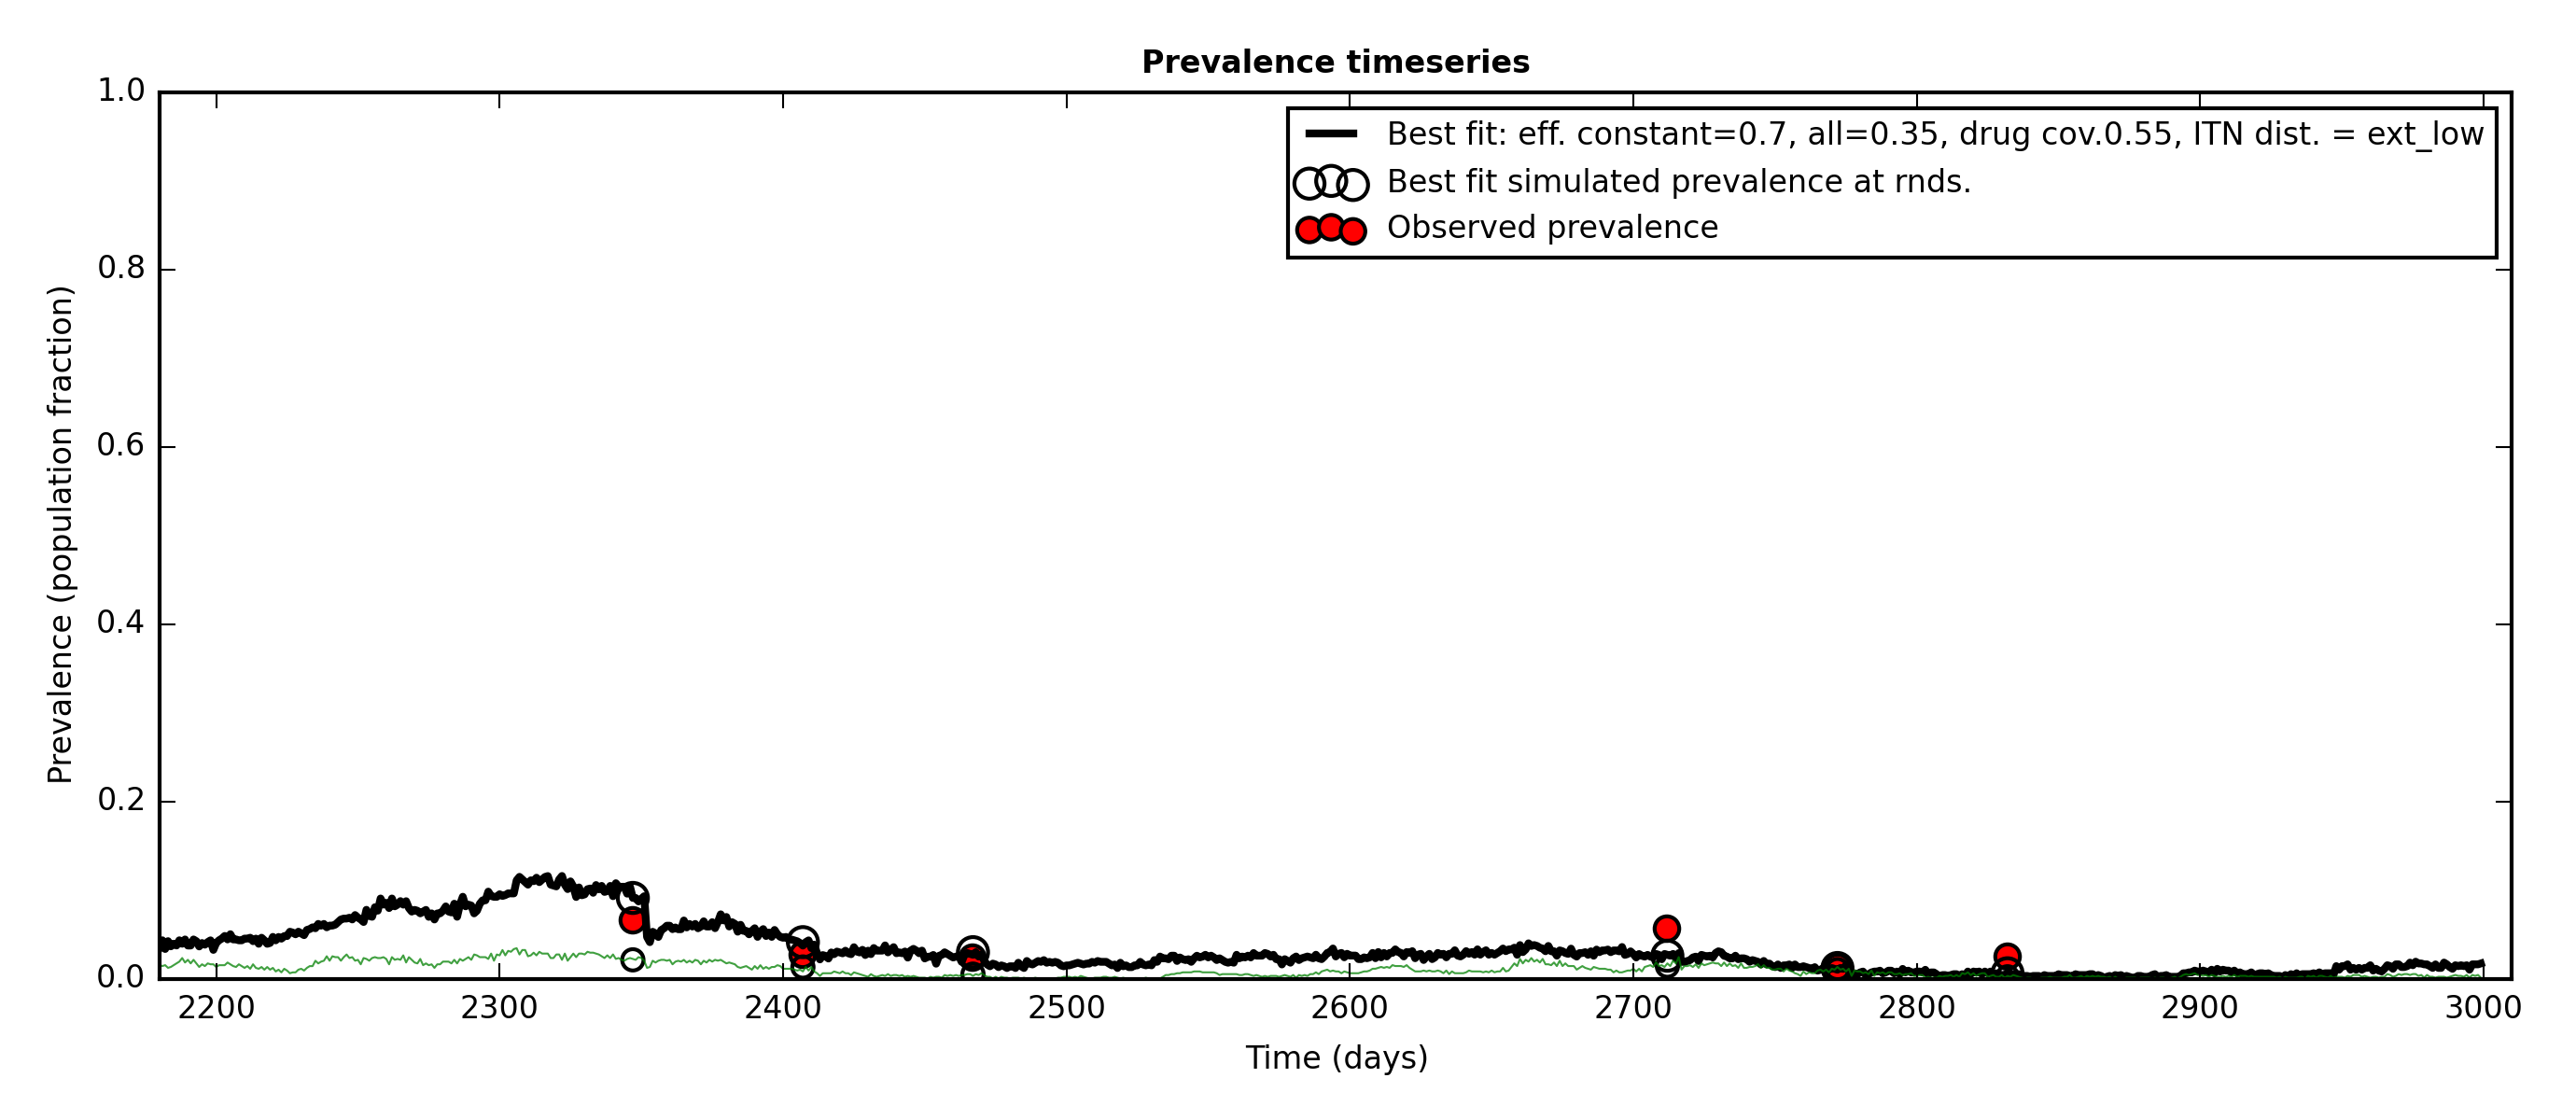 Prevalence timeseries
1.0
0.8
0.6
0.4
0.2
0.0
Prevalence (population fraction)
Best fit: eff. constant=0.7, all=0.35, drug cov.0.55, ITN dist. = ext_low
Best fit simulated prevalence at rnds.
Observed prevalence
2200 2300 2400 2500 2600 2700 2800 2900 3000
Time (days)